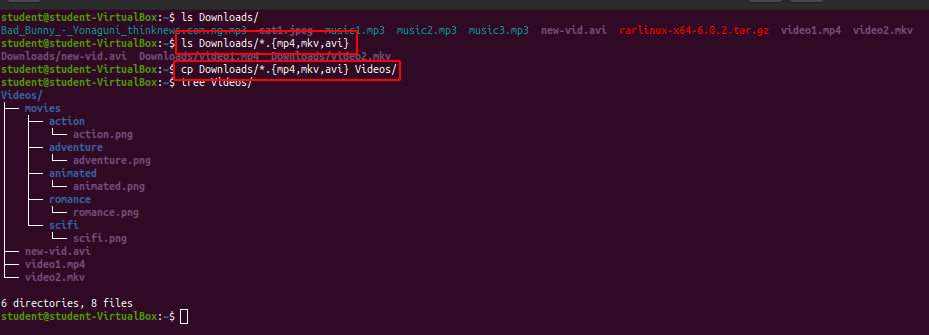 student@student-VirtualBox:~$ ls Downloads/
Bad_Bunny_-_Yonaguni_thinknews.com.ng.mp3  cat1.jpeg  music1.mp3  music2.mp3  music3.mp3  new-vid.avi  rarlinux-x64-6.0.2.tar.gz  video1.mp4  video2.mkv
student@student-VirtualBox:~$ ls Downloads/*.{mp4,mkv,avi}
Downloads/new-vid.avi  Downloads/video1.mp4  Downloads/video2.mkv
student@student-VirtualBox:~$ cp Downloads/*.{mp4,mkv,avi} Videos/
student@student-VirtualBox:~$ tree Videos/
Videos/
├── movies
│   ├── action
│   │   └── action.png
│   ├── adventure
│   │   └── adventure.png
│   ├── animated
│   │   └── animated.png
│   ├── romance
│   │   └── romance.png
│   └── scifi
│       └── scifi.png
├── new-vid.avi
├── video1.mp4
└── video2.mkv
6 directories, 8 files
student@student-VirtualBox:~$